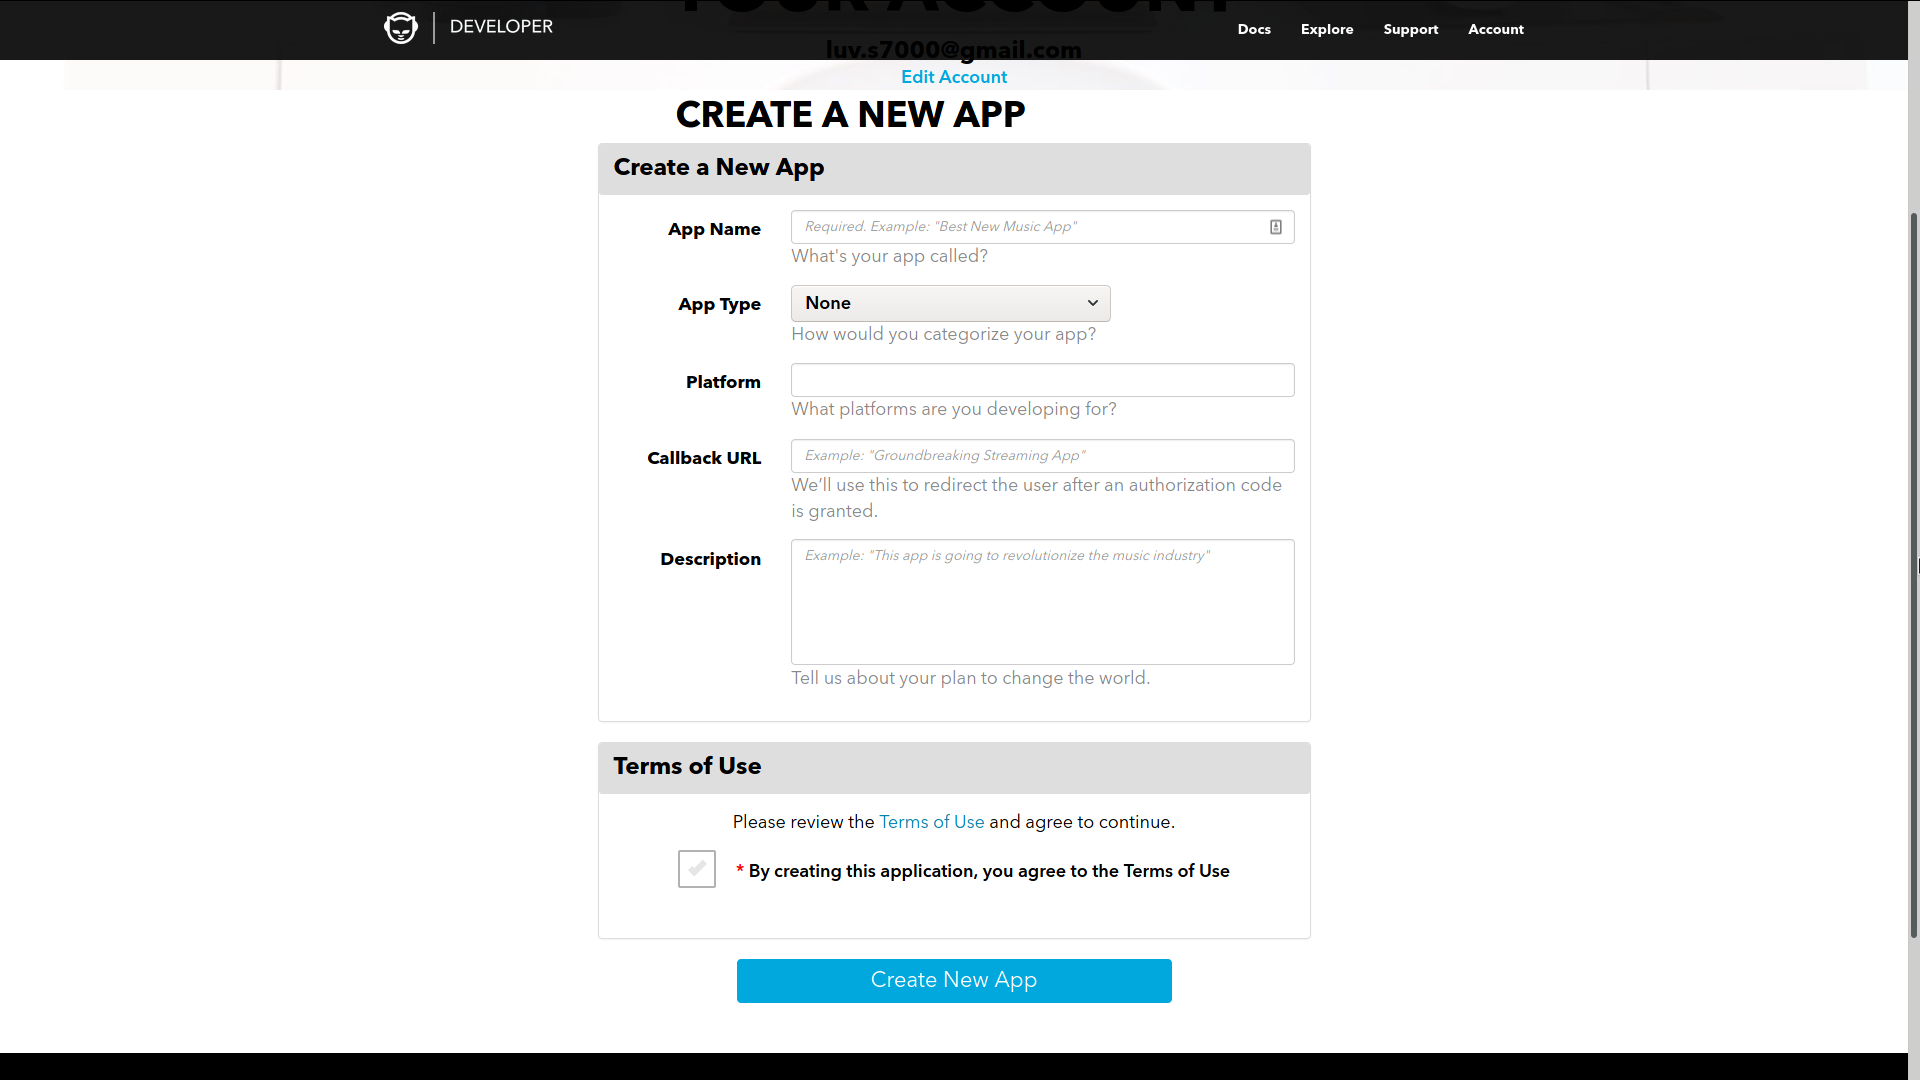 YOUR ACCOUNT
DEVELOPER
Docs
Explore
Support
Account
luv.s7000@gmail.com
Edit Account
CREATE A NEW APP
Create a New App
App Name
Required. Example: "Best New Music App"
What's your app called?
App Type
None
How would you categorize your app?
Platform
What platforms are you developing for?
Callback URL
Example: "Groundbreaking Streaming App"
We’ll use this to redirect the user after an authorization code
is granted.
Description
Example: "This app is going to revolutionize the music industry"
Tell us about your plan to change the world.
Terms of Use
Please review the Terms of Use and agree to continue.
* By creating this application, you agree to the Terms of Use
Create New App